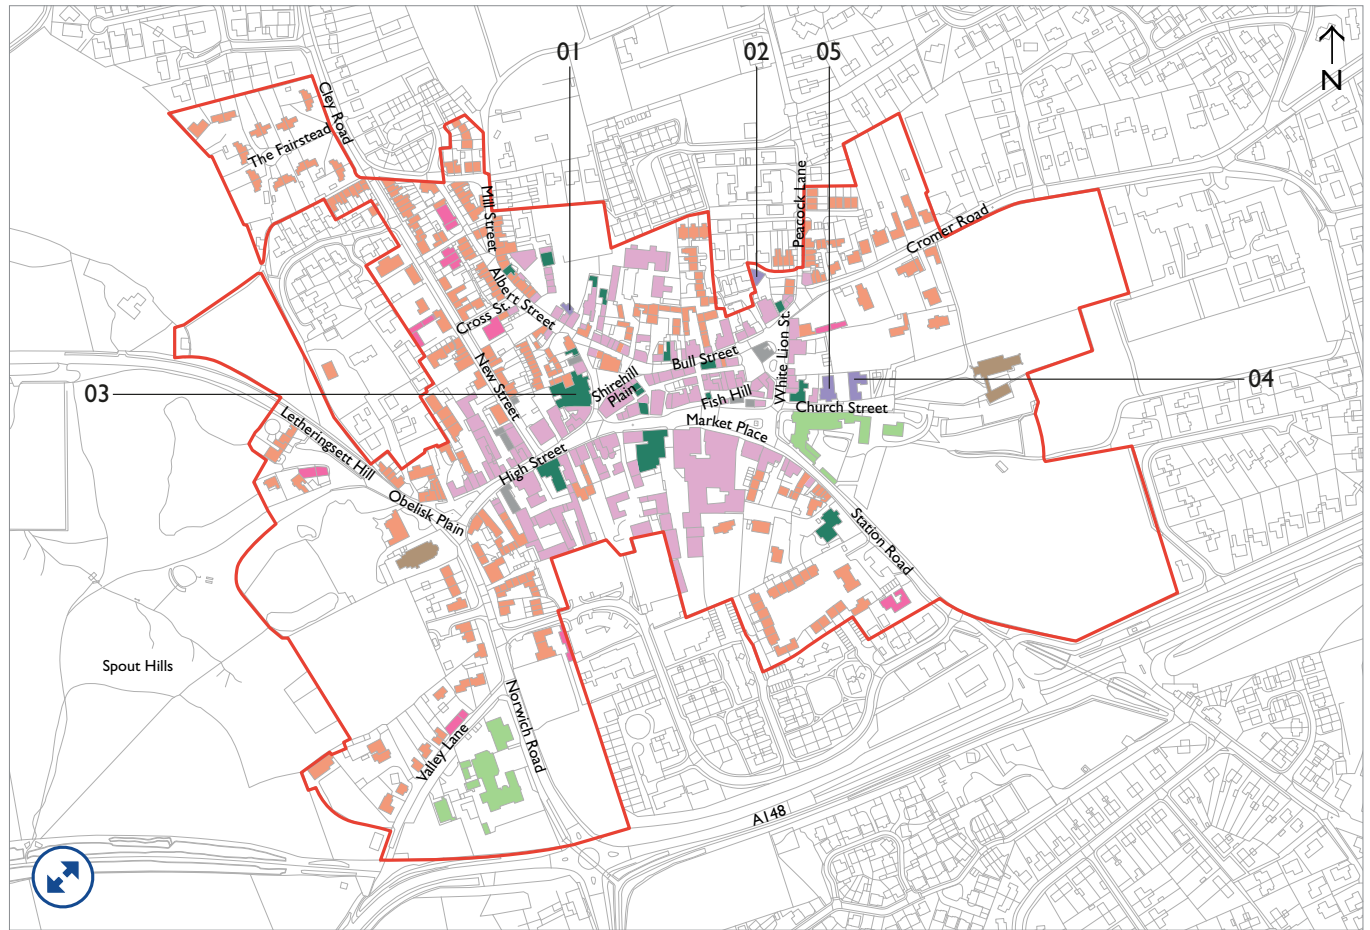 01
02
05
N
Cley Road
The Fairstead
Mill Street
Peacock Lane
Cromer Road
Albert Street
Cross St.
New Street
Shirehill
Plain
Bull Street
White Lion St.
Fish Hill
03
04
Church Street
Market Place
High Street
Letheringsett Hill
Obelisk Plain
Station Road
Spout Hills
Norwich Road
Valley Lane
A148